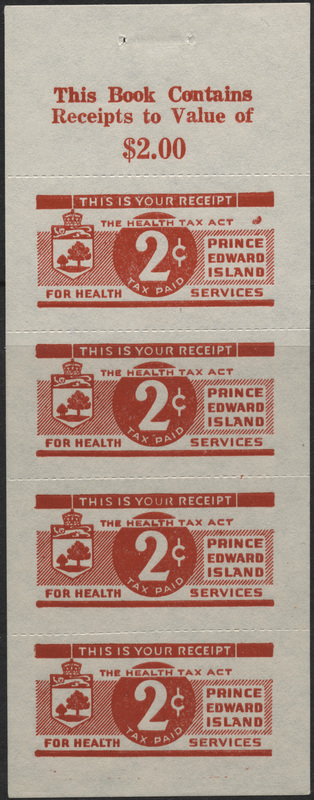 This Book Contains
Receipts to Value of
$2.00
THIS IS YOUR RECEIPT
THE HEALTH TAX ACT
2¢
PRINCE
EDWARD
ISLAND
TAX PAID
FOR HEALTH SERVICES
THIS IS YOUR RECEIPT
THE HEALTH TAX ACT
2¢
PRINCE
EDWARD
ISLAND
TAX PAID
FOR HEALTH SERVICES
THIS IS YOUR RECEIPT
THE HEALTH TAX ACT
2¢
PRINCE
EDWARD
ISLAND
TAX PAID
FOR HEALTH SERVICES
THIS IS YOUR RECEIPT
THE HEALTH TAX ACT
2¢
PRINCE
EDWARD
ISLAND
TAX PAID
FOR HEALTH SERVICES